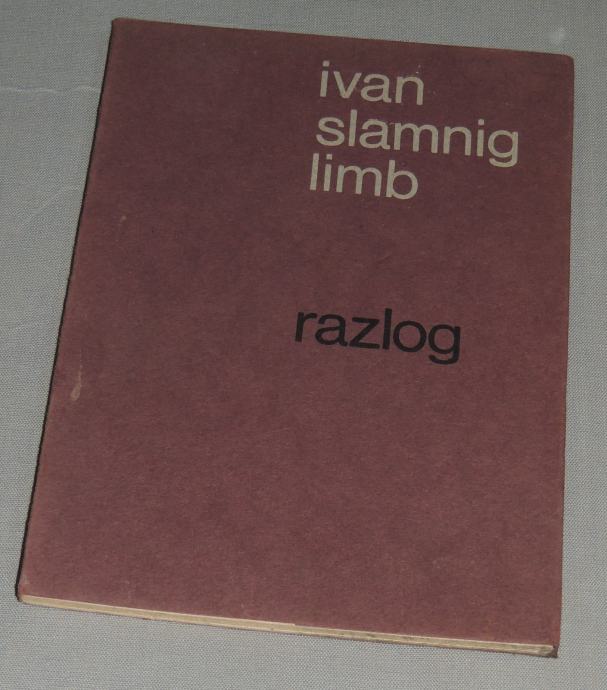 ivan
slamnig
limb
razlog